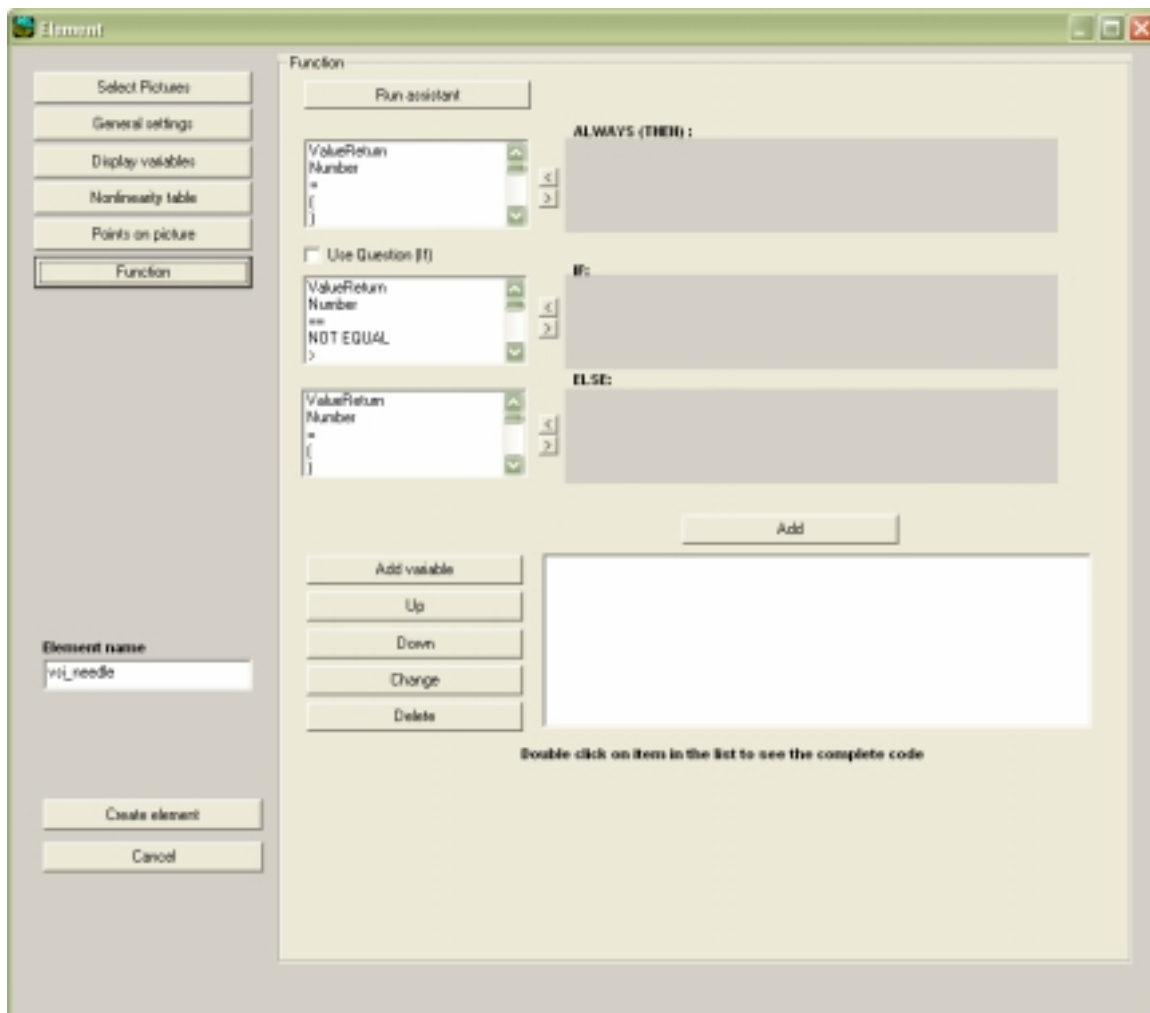 Element
Select Pictures
General settings
Display variables
Nonlinearity table
Points on picture
Function
Element name
vsi_needle
Create element
Cancel
Function
Run assistant
ValueReturn
Number
=
(
)
<
>
ALWAYS (THEN) :
Use Question (If)
ValueReturn
Number
==
NOT EQUAL
>
<
>
IF:
ValueReturn
Number
=
(
)
<
>
ELSE:
Add
Add variable
Up
Down
Change
Delete
Double click on item in the list to see the complete code